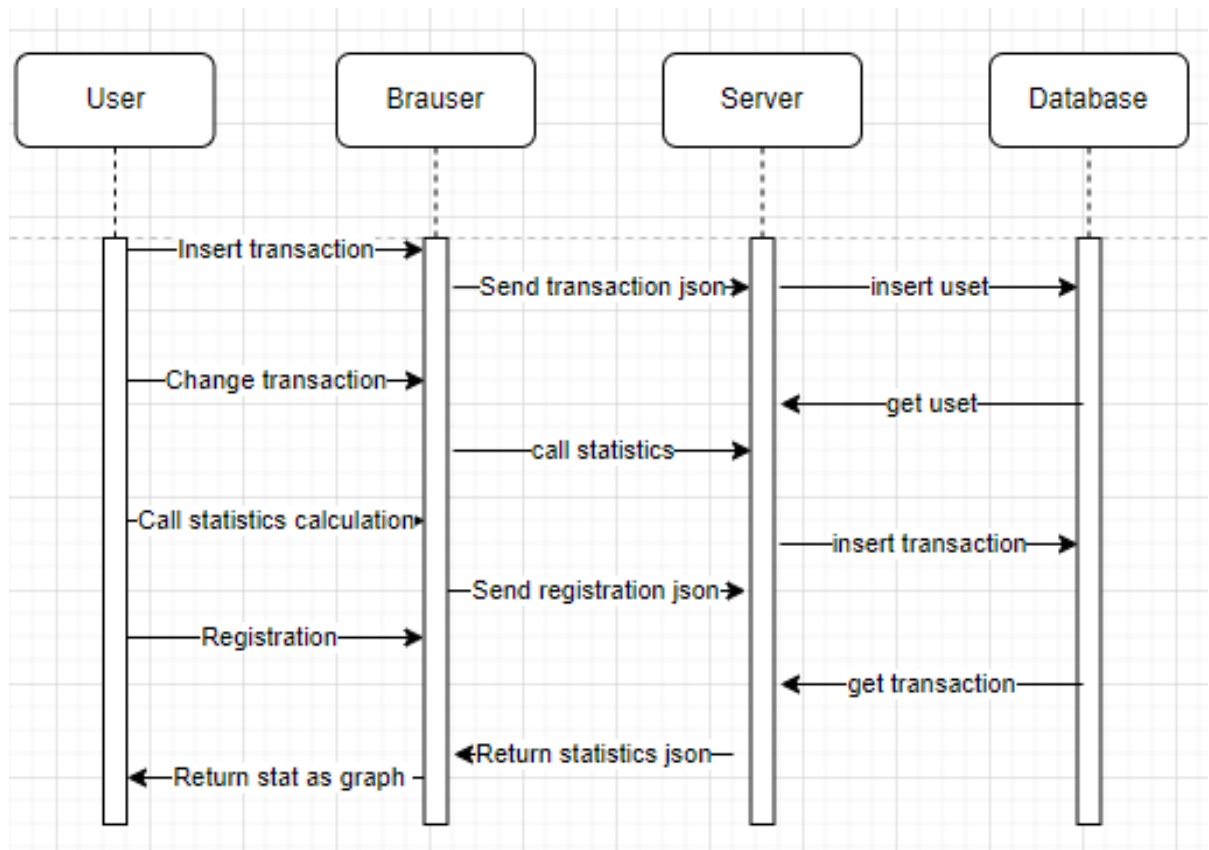 User
Brauser
Server
Database
Insert transaction
Send transaction json
insert uset
Change transaction
get uset
call statistics
Call statistics calculation
insert transaction
Send registration json
Registration
get transaction
Return statistics json
Return stat as graph